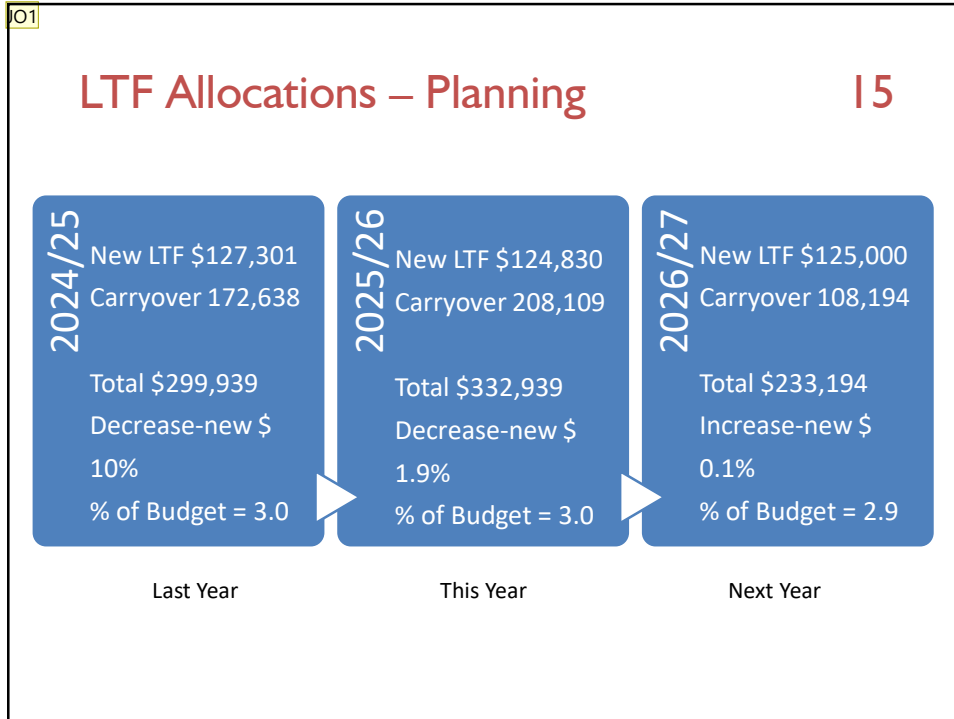 JO1
LTF Allocations – Planning 15
2024/25
New LTF $127,301
Carryover 172,638
Total $299,939
Decrease-new $
10%
% of Budget = 3.0
2025/26
New LTF $124,830
Carryover 208,109
Total $332,939
Decrease-new $
1.9%
% of Budget = 3.0
2026/27
New LTF $125,000
Carryover 108,194
Total $233,194
Increase-new $
0.1%
% of Budget = 2.9
Last Year
This Year
Next Year